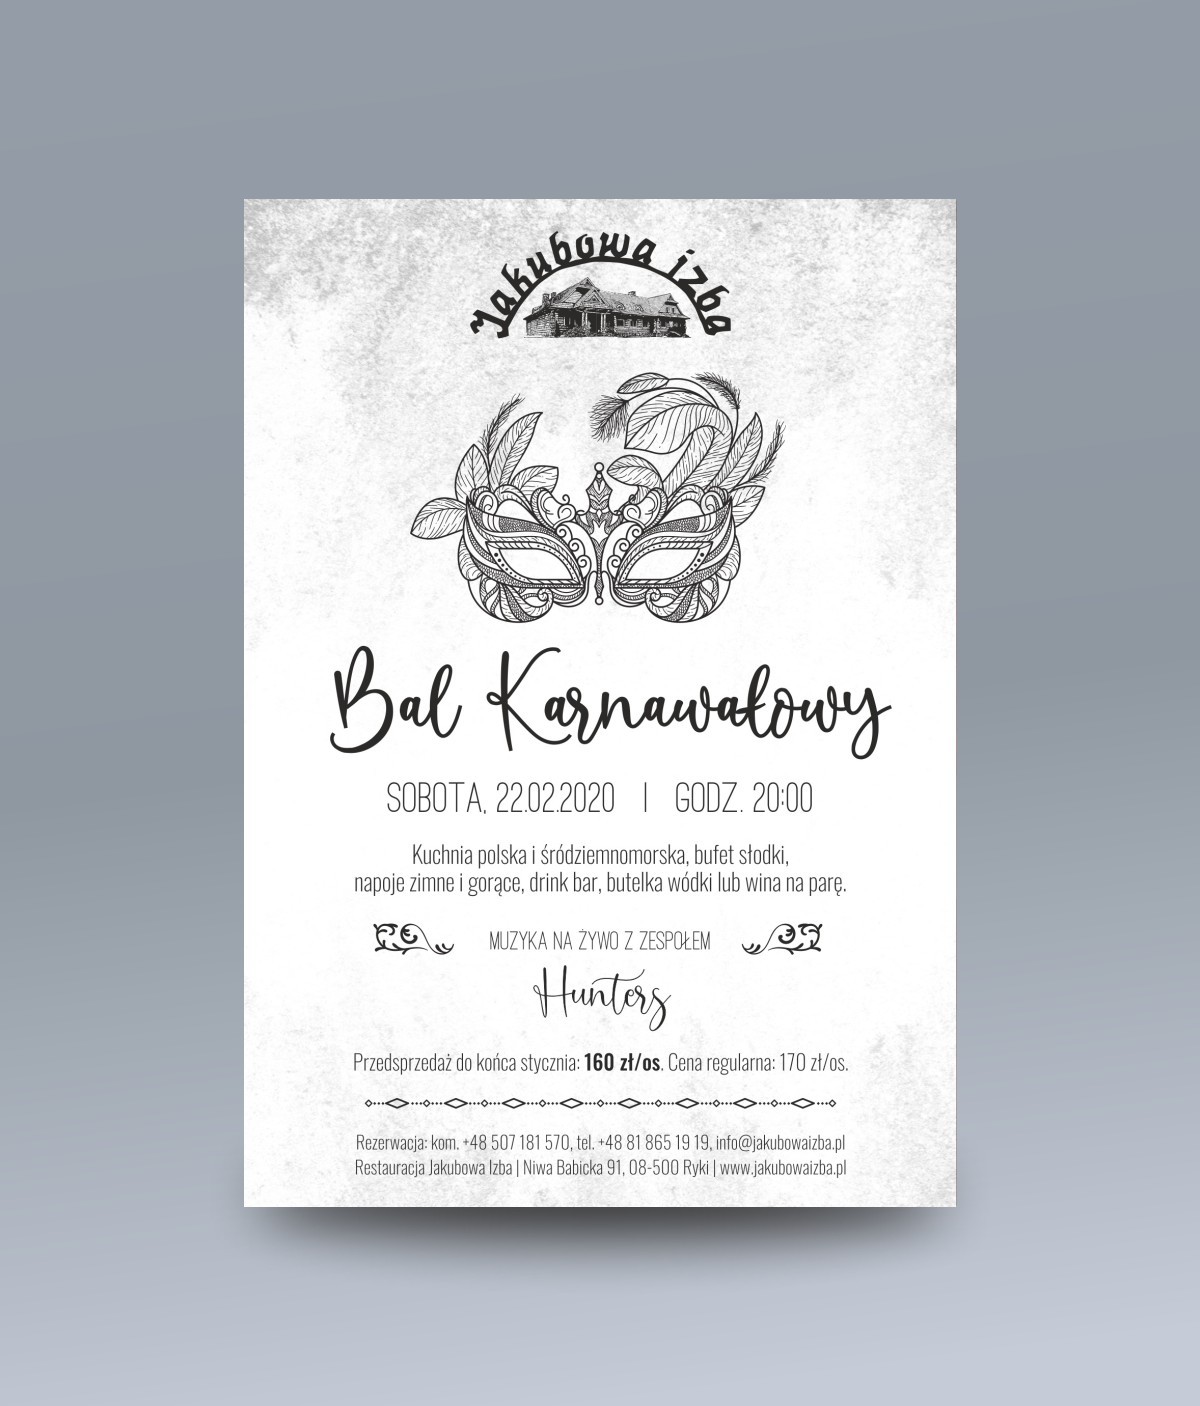 Jakubowa izba
Bal Karnawałowy
SOBOTA, 22.02.2020 | GODZ. 20:00
Kuchnia polska i śródziemnomorska, bufet słodki,
napoje zimne i gorące, drink bar, butelka wódki lub wina na parę.
MUZYKA NA ŻYWO Z ZESPOŁEM
Hunters
Przedsprzedaż do końca stycznia: 160 zł/os. Cena regularna: 170 zł/os.
Rezerwacja: kom. +48 507 181 570, tel. +48 81 865 19 19, info@jakubowaizba.pl
Restauracja Jakubowa Izba | Niwa Babicka 91, 08-500 Ryki | www.jakubowaizba.pl